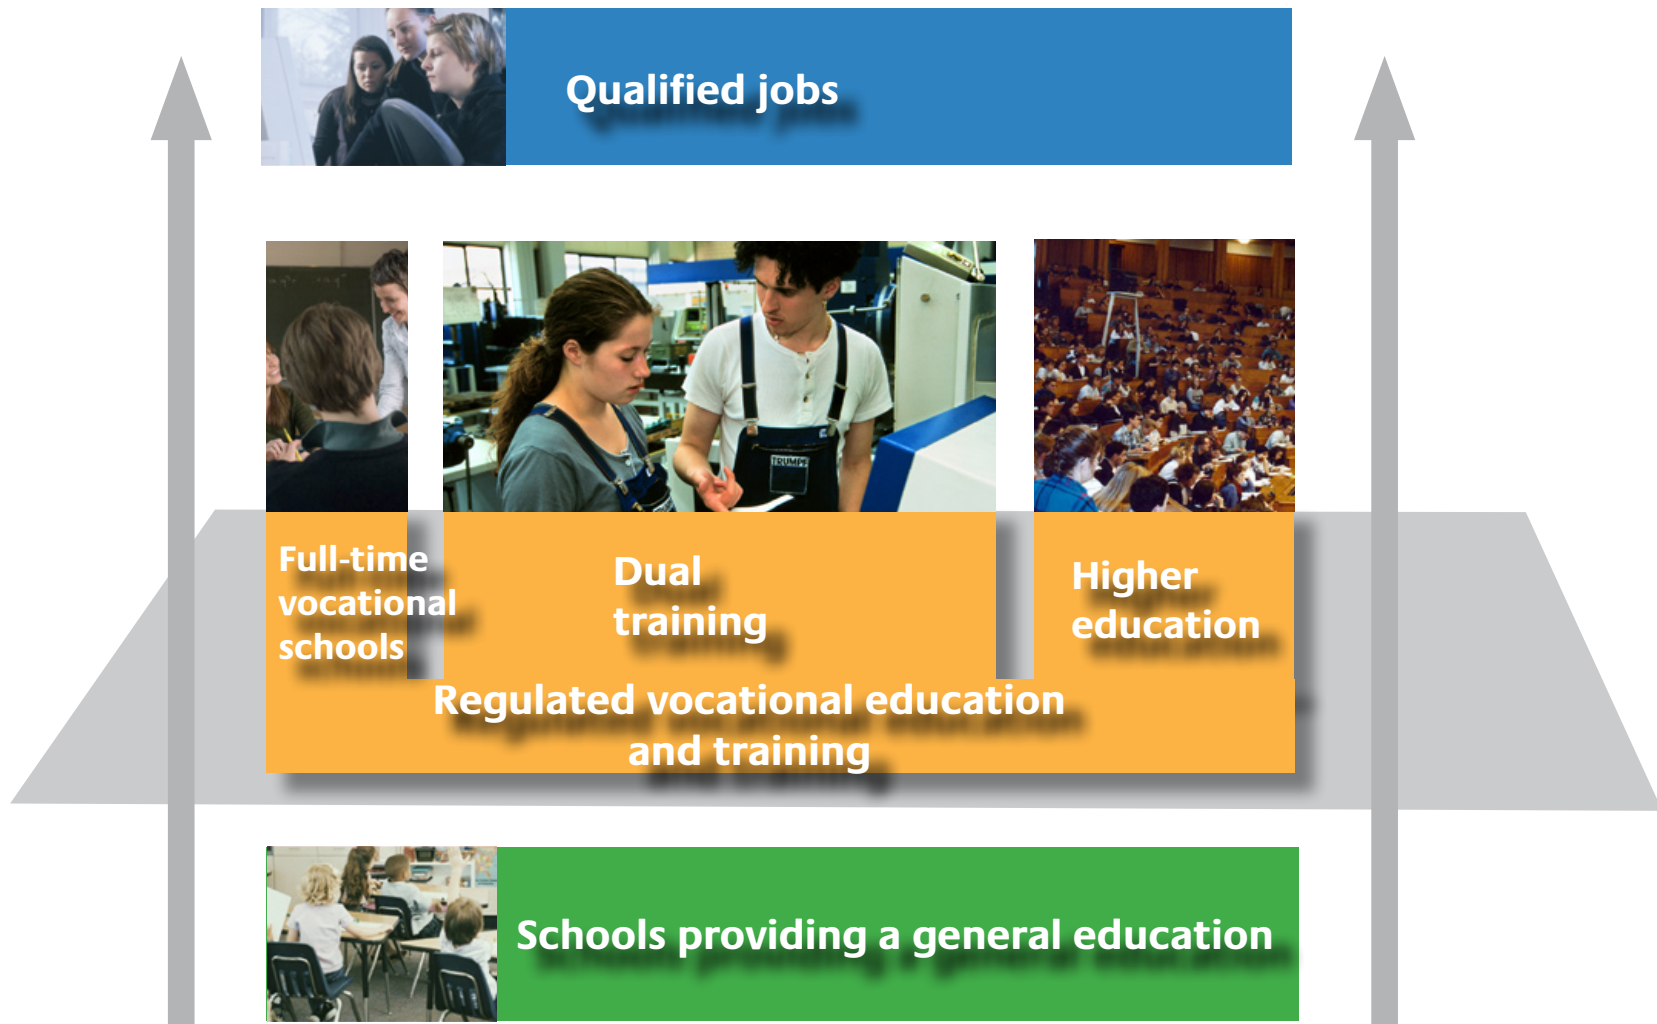 Qualified jobs
TRUMPF
Full-time
vocational
schools
Dual
training
Higher
education
Regulated vocational education
and training
Schools providing a general education